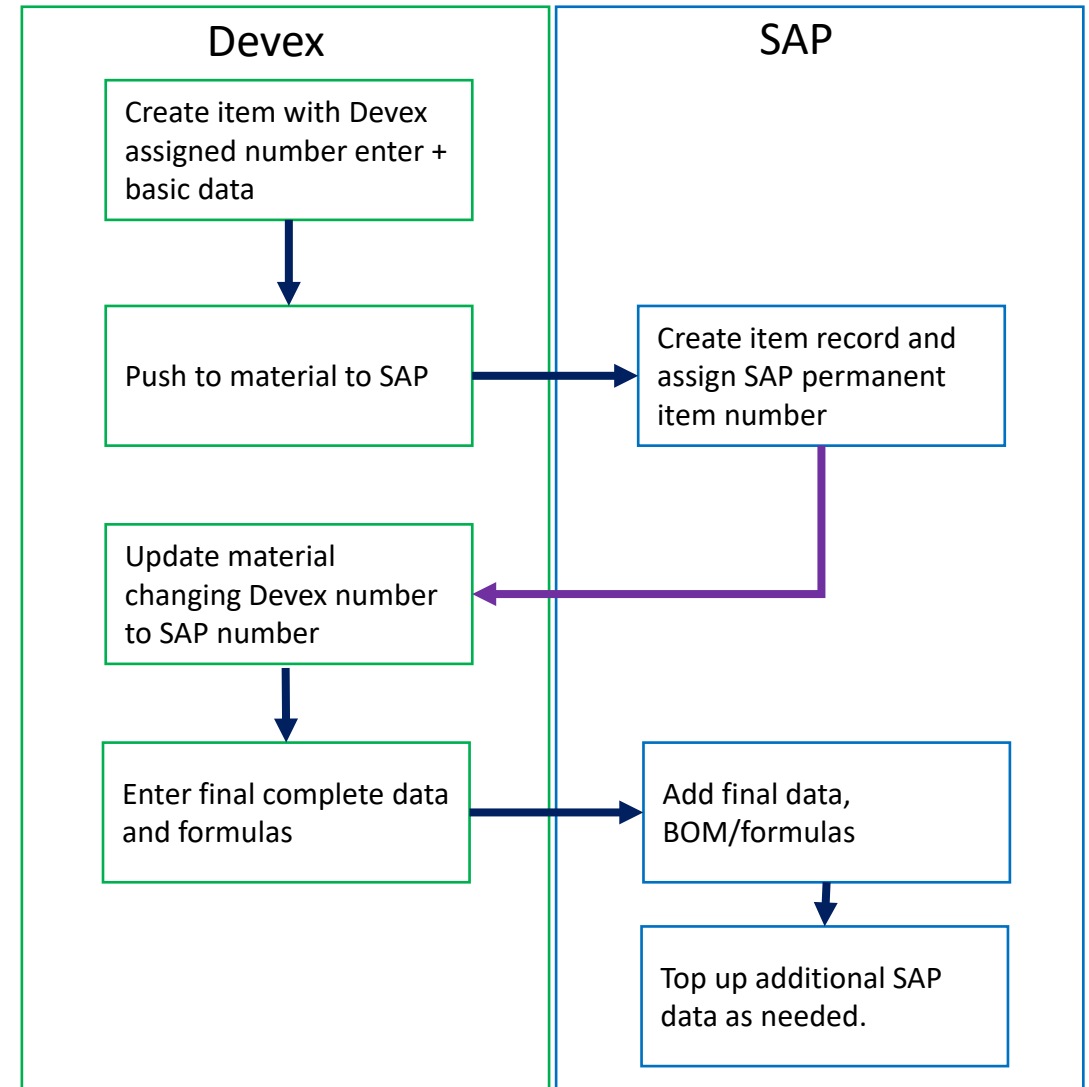 Devex
SAP
Create item with Devex
assigned number enter +
basic data
Push to material to SAP
Create item record and
assign SAP permanent
item number
Update material
changing Devex number
to SAP number
Enter final complete data
and formulas
Add final data,
BOM/formulas
Top up additional SAP
data as needed.